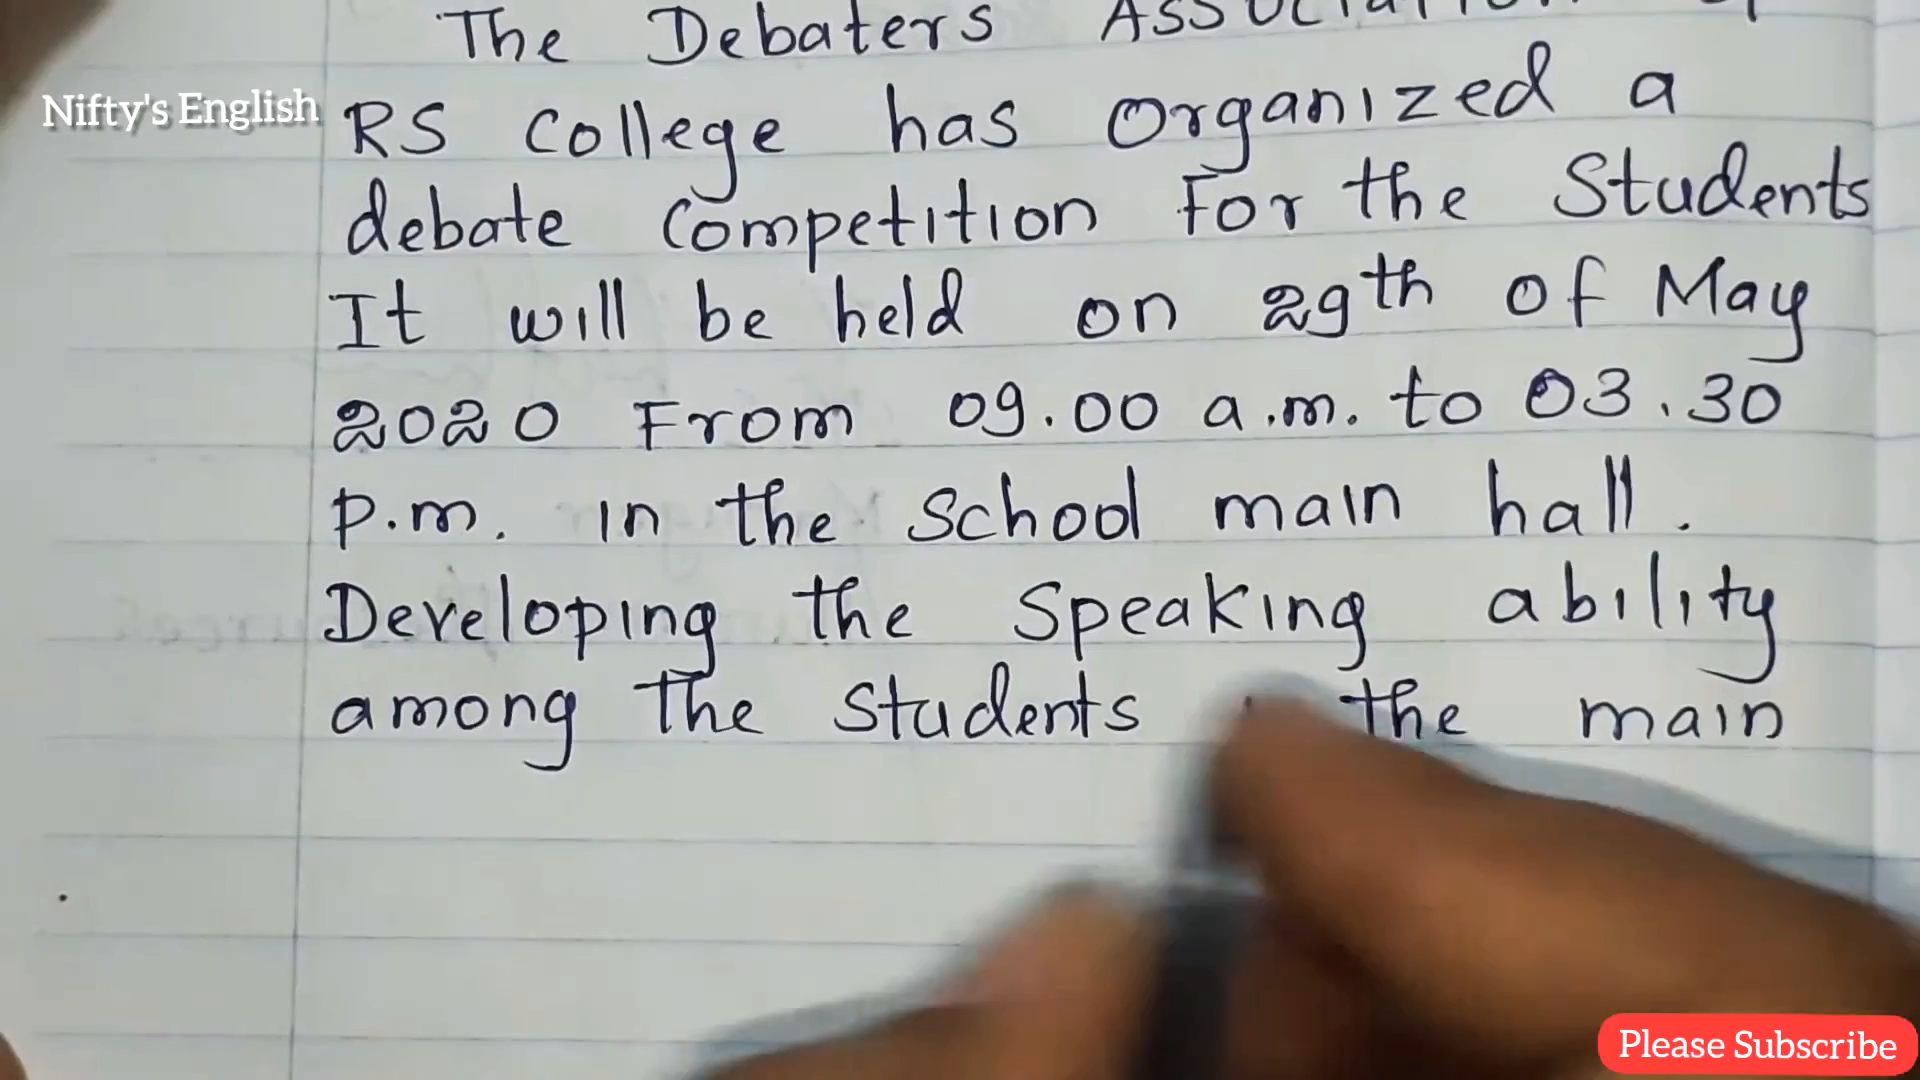 The Debaters Association of
Nifty's English
RS College has Organized a
debate Competition For the Students
It will be held on 29th of May
2020 From 09.00 a.m. to 03.30
p.m. in the School main hall.
Developing the Speaking ability
among the Students the main
Please Subscribe